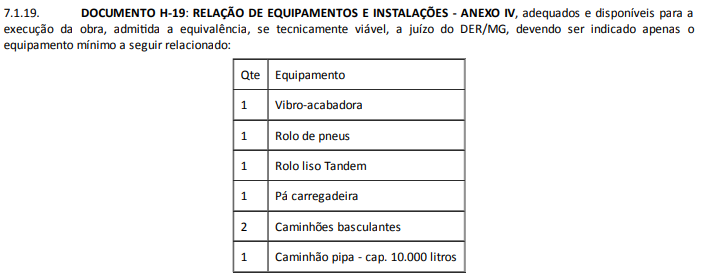 7.1.19. DOCUMENTO H-19: RELAÇÃO DE EQUIPAMENTOS E INSTALAÇÕES - ANEXO IV, adequados e disponíveis para a
execução da obra, admitida a equivalência, se tecnicamente viável, a juízo do DER/MG, devendo ser indicado apenas o
equipamento mínimo a seguir relacionado:
Qte Equipamento
1 Vibro-acabadora
1 Rolo de pneus
1 Rolo liso Tandem
1 Pá carregadeira
2 Caminhões basculantes
1 Caminhão pipa - cap. 10.000 litros